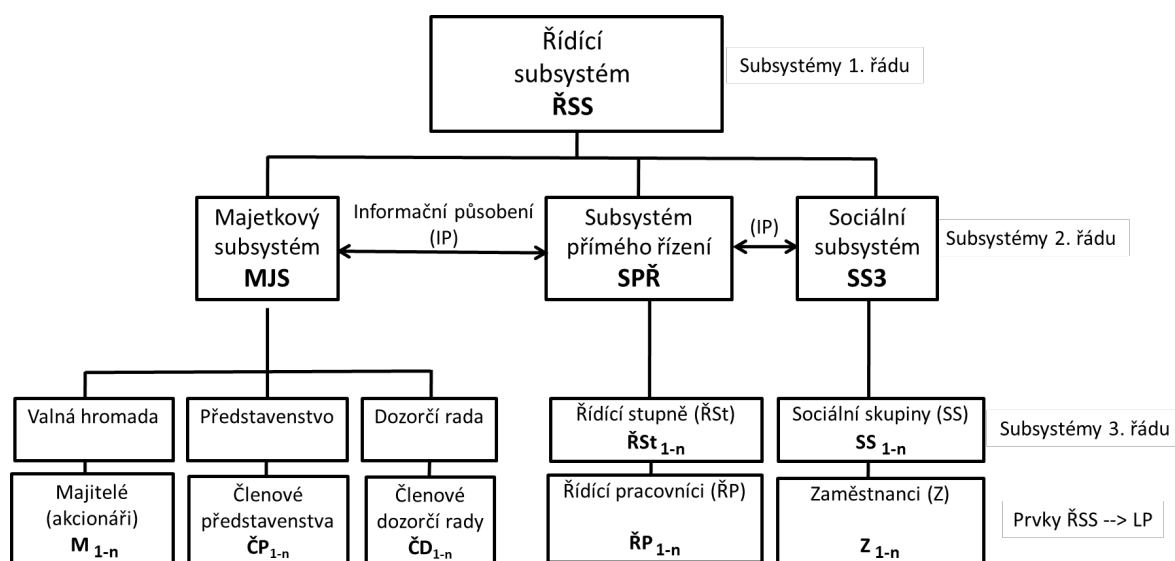 Řídící
subsystém
ŘSS
Subsystémy 1. řádu
Majetkový
subsystém
MJS
Informační působení
(IP)
Subsystém
přímého řízení
SPŘ
(IP)
Sociální
subsystém
SS3
Subsystémy 2. řádu
Valná hromada
Představenstvo
Dozorčí rada
Řídící stupně (ŘSt)
ŘSt 1-n
Sociální skupiny (SS)
SS 1-n
Subsystémy 3. řádu
Majitelé
(akcionáři)
M 1-n
Členové
představenstva
ČP1-n
Členové
dozorčí rady
ČD1-n
Řídící pracovníci (ŘP)
ŘP 1-n
Zaměstnanci (Z)
Z 1-n
Prvky ŘSS --> LP